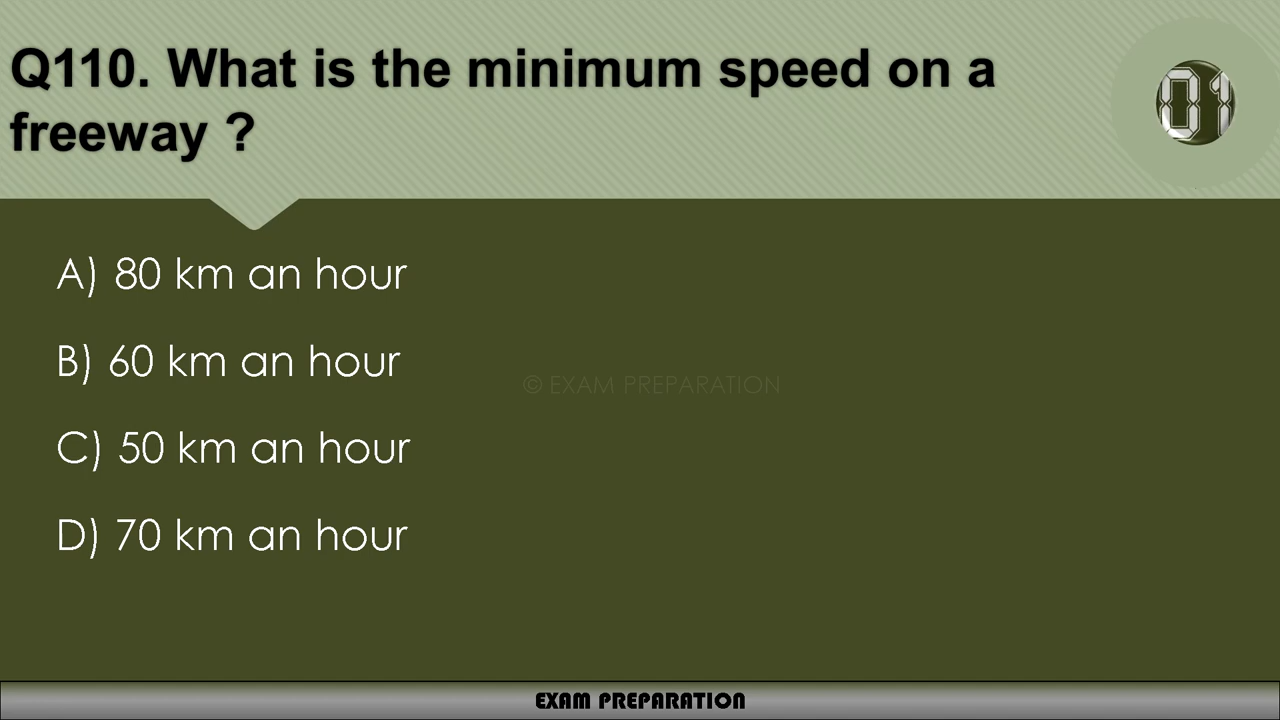 Q110. What is the minimum speed on a
freeway ?
01
A) 80 km an hour
B) 60 km an hour
© EXAM PREPARATION
C) 50 km an hour
D) 70 km an hour
EXAM PREPARATION